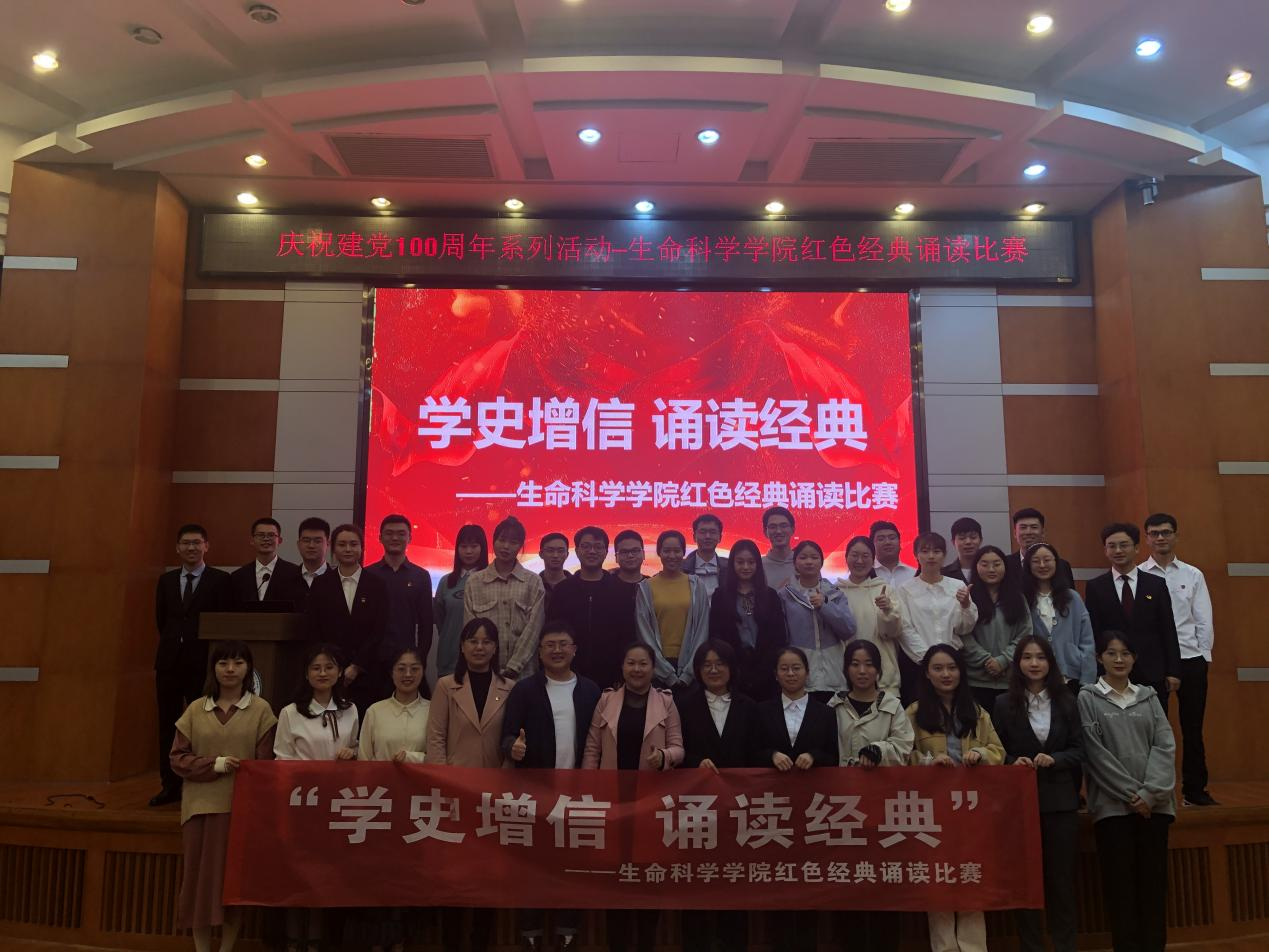 庆祝建党100周年系列活动–生命科学学院红色经典诵读比赛
学史增信 诵读经典
——生命科学学院红色经典诵读比赛
“学史增信 诵读经典”
——生命科学学院红色经典诵读比赛